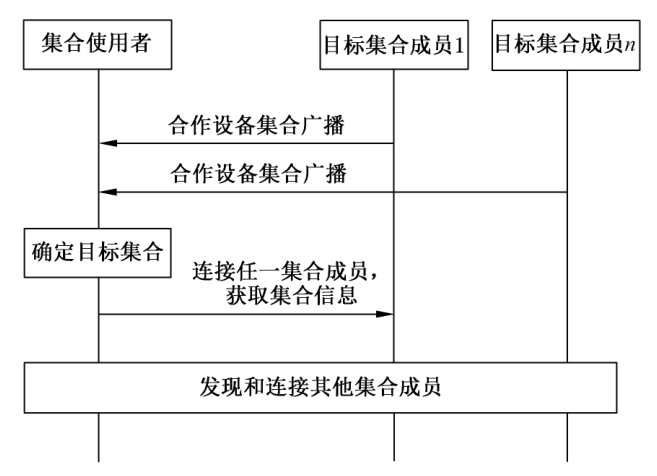 集合使用者
目标集合成员1
目标集合成员n
合作设备集合广播
合作设备集合广播
确定目标集合
连接任一集合成员，
获取集合信息
发现和连接其他集合成员